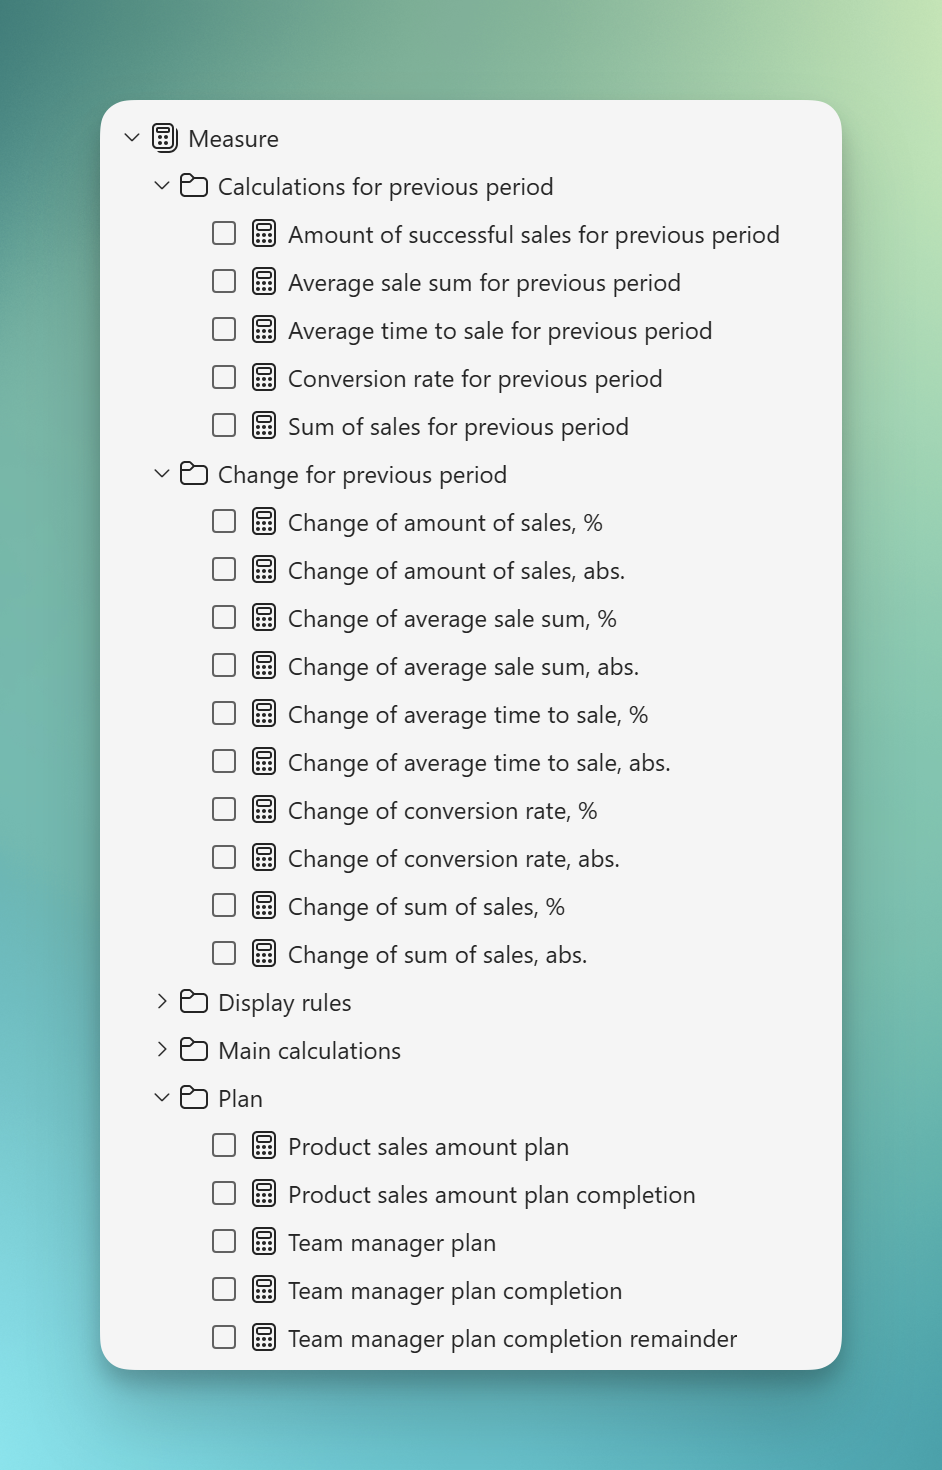 Measure
Calculations for previous period
Amount of successful sales for previous period
Average sale sum for previous period
Average time to sale for previous period
Conversion rate for previous period
Sum of sales for previous period
Change for previous period
Change of amount of sales, %
Change of amount of sales, abs.
Change of average sale sum, %
Change of average sale sum, abs.
Change of average time to sale, %
Change of average time to sale, abs.
Change of conversion rate, %
Change of conversion rate, abs.
Change of sum of sales, %
Change of sum of sales, abs.
Display rules
Main calculations
Plan
Product sales amount plan
Product sales amount plan completion
Team manager plan
Team manager plan completion
Team manager plan completion remainder